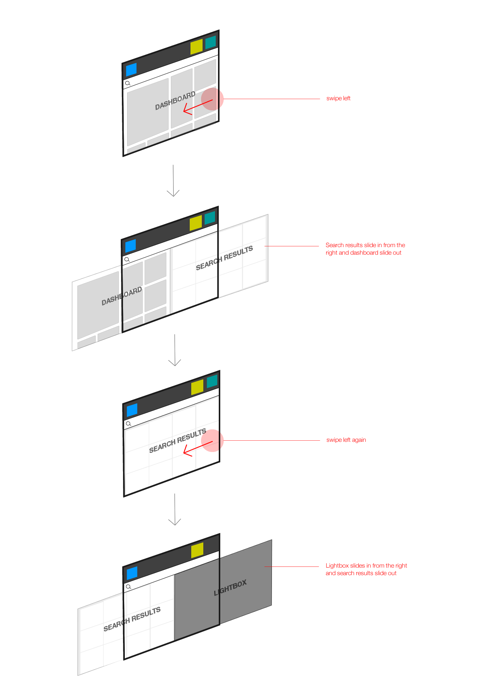 DASHBOARD
swipe left
Search results slide in from the
right and dashboard slide out
SEARCH RESULTS
DASHBOARD
SEARCH RESULTS
swipe left again
Lightbox slides in from the right
and search results slide out
LIGHTBOX
SEARCH RESULTS